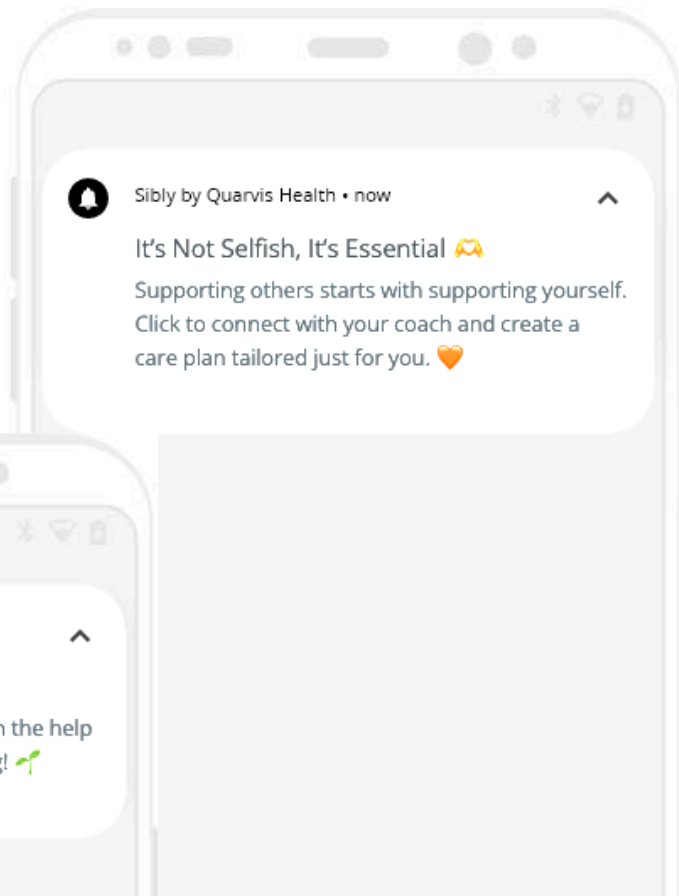 Sibly by Quarvis Health • now
It’s Not Selfish, It’s Essential 🫶
Supporting others starts with supporting yourself.
Click to connect with your coach and create a
care plan tailored just for you. 🧡
the help
! 🌱